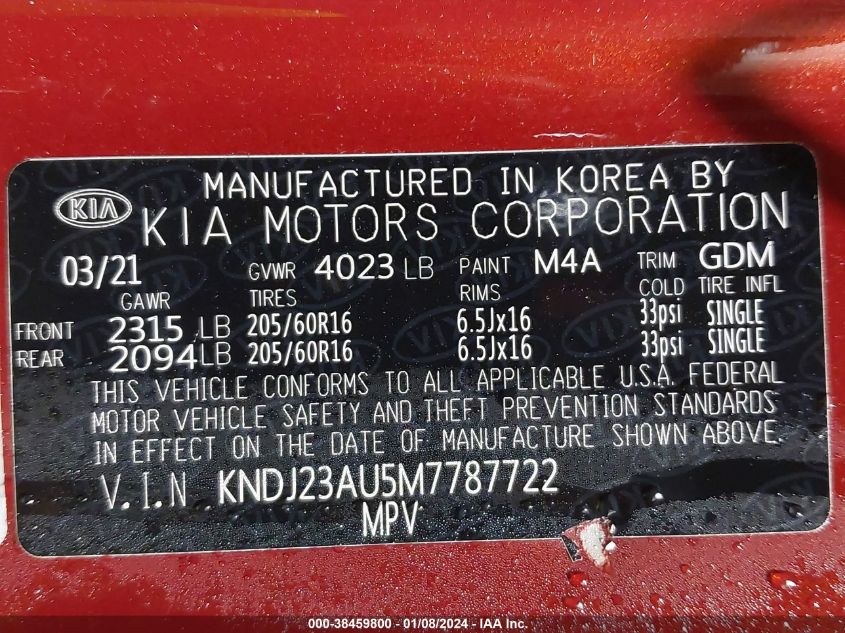 MANUFACTURED IN KOREA BY
KIA
KIA MOTORS CORPORATION
03/21 GVWR 4023 LB PAINT M4A TRIM GDM
GAWR TIRES RIMS COLD TIRE INFL
FRONT 2315 LB 205/60R16 6.5Jx16 33psi SINGLE
REAR 2094LB 205/60R16 6.5Jx16 33psi SINGLE
THIS VEHICLE CONFORMS TO ALL APPLICABLE U.S.A. FEDERAL
MOTOR VEHICLE SAFETY AND THEFT PREVENTION STANDARDS
IN EFFECT ON THE DATE OF MANUFACTURE SHOWN ABOVE.
V.I.N KNDJ23AU5M7787722
MPV
000-38459800 - 01/08/2024 - IAA Inc.